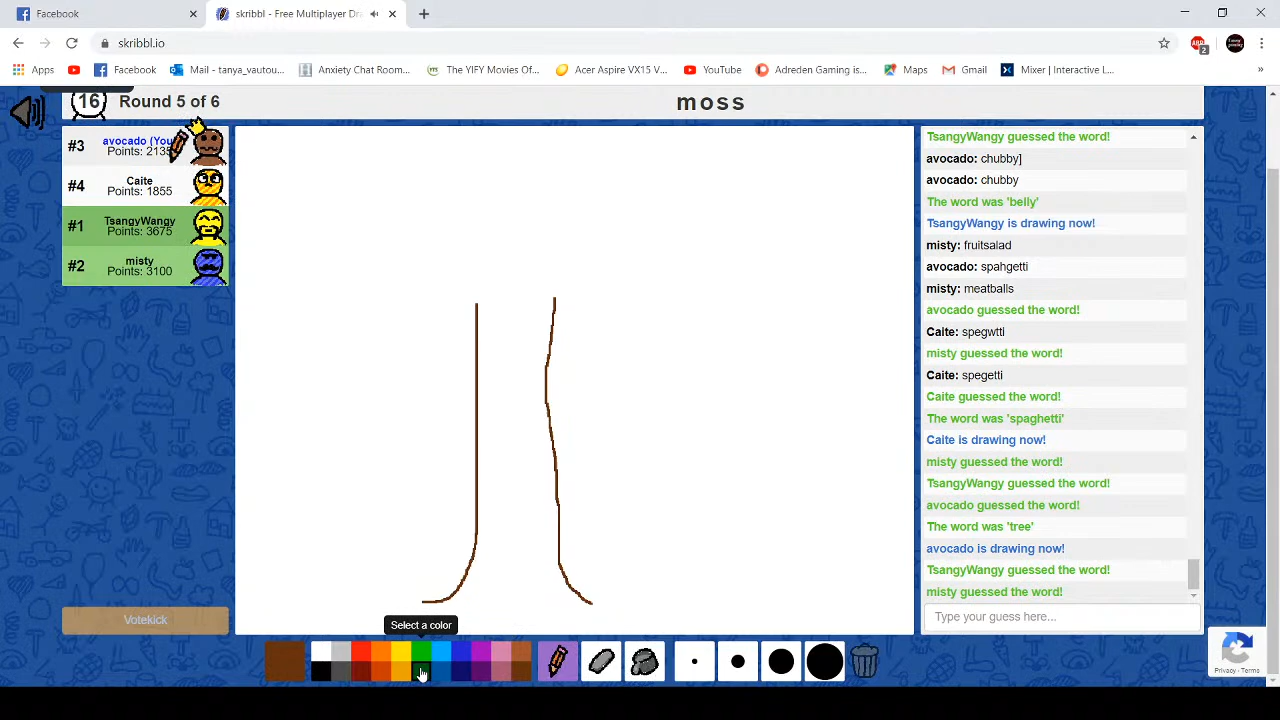 Facebook
skribbl - Free Multiplayer Dra
skribbl.io
Apps
Facebook
Mail - tanya_vautou...
Anxiety Chat Room...
The YIFY Movies Of...
Acer Aspire VX15 V...
YouTube
Adreden Gaming is...
Maps
Gmail
Mixer | Interactive L...
16
Round 5 of 6
moss
#3
avocado (You
Points: 2135
#4
Caite
Points: 1855
#1
TsangyWangy
Points: 3675
#2
misty
Points: 3100
Votekick
Select a color
TsangyWangy guessed the word!
avocado: chubby]
avocado: chubby
The word was 'belly'
TsangyWangy is drawing now!
misty: fruitsalad
avocado: spahgetti
misty: meatballs
avocado guessed the word!
Caite: spegwtti
misty guessed the word!
Caite: spegetti
Caite guessed the word!
The word was 'spaghetti'
Caite is drawing now!
misty guessed the word!
TsangyWangy guessed the word!
avocado guessed the word!
The word was 'tree'
avocado is drawing now!
TsangyWangy guessed the word!
misty guessed the word!
Type your guess here...
Privacy - Terms